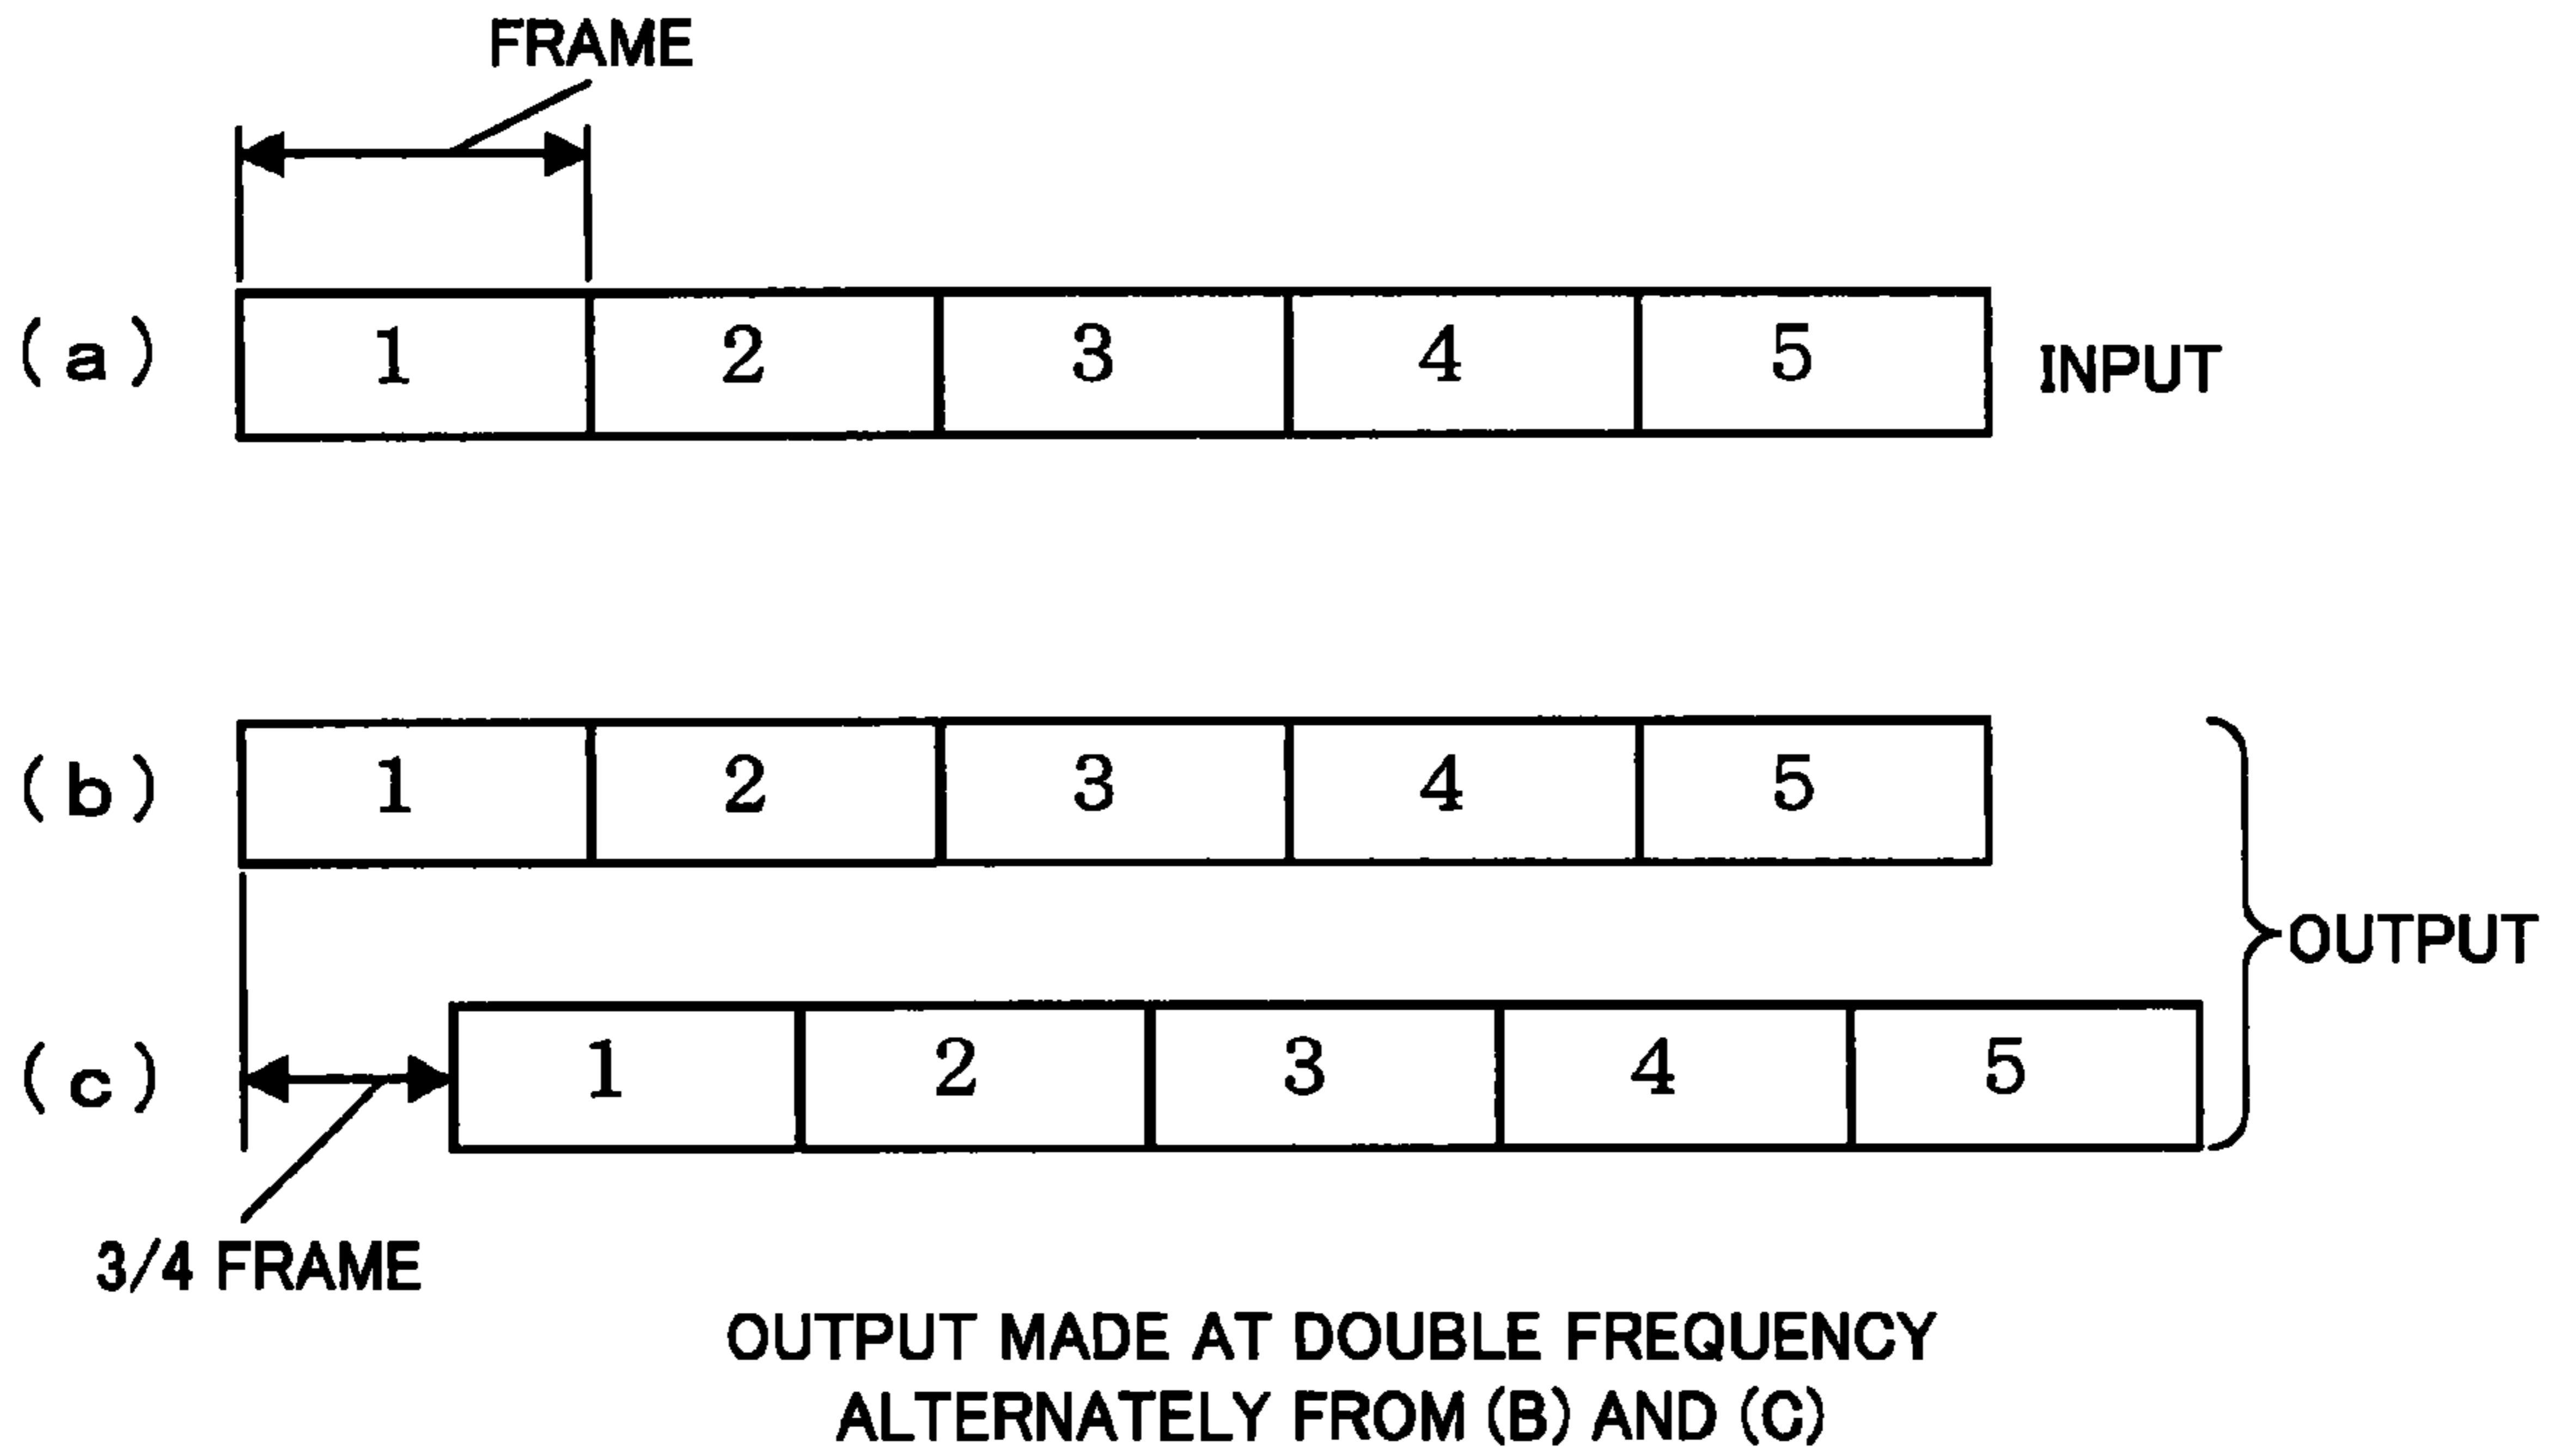 FRAME
(a) 1 2 3 4 5 INPUT
(b) 1 2 3 4 5
OUTPUT
(c) 1 2 3 4 5
3/4 FRAME
OUTPUT MADE AT DOUBLE FREQUENCY
ALTERNATELY FROM (B) AND (C)